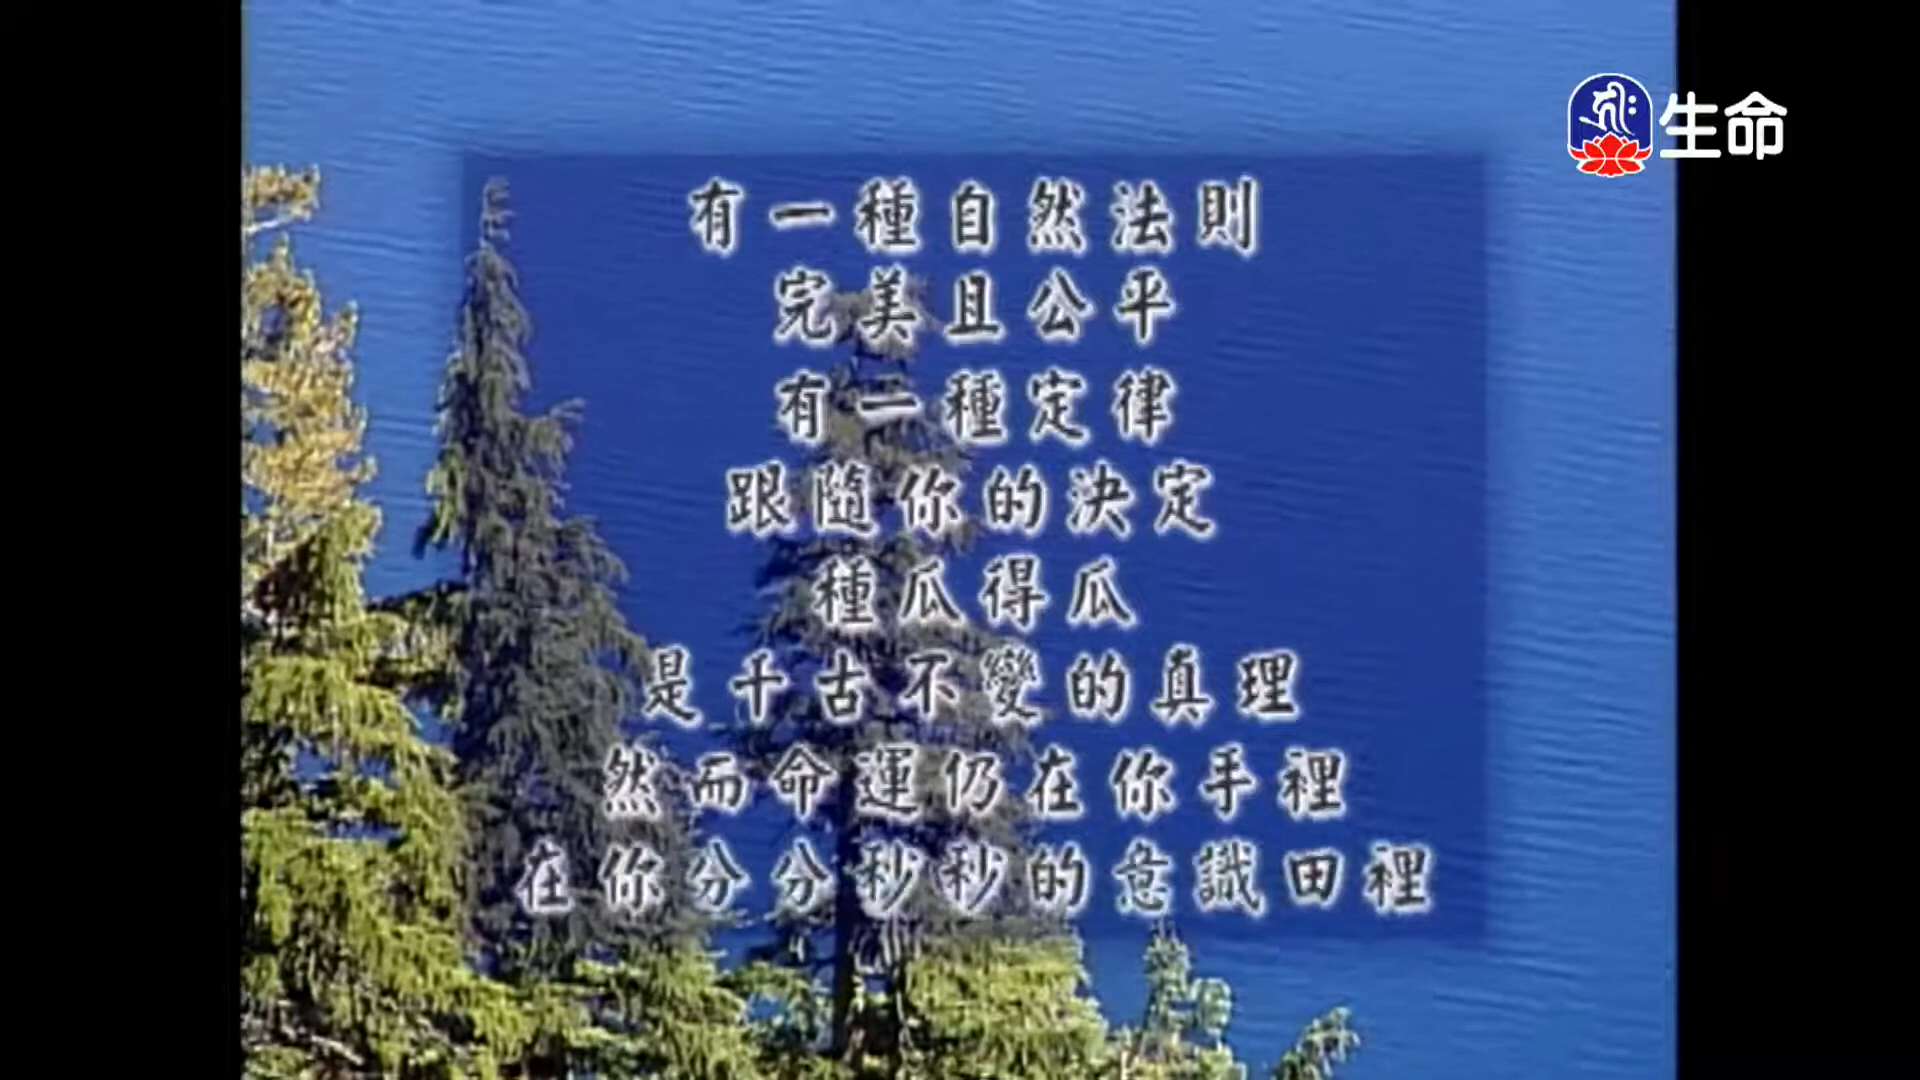 生命
有一種自然法則
完美且公平
有一種定律
跟隨你的決定
種瓜得瓜
是千古不變的真理
然而命運仍在你手裡
在你分分秒秒的意識田裡